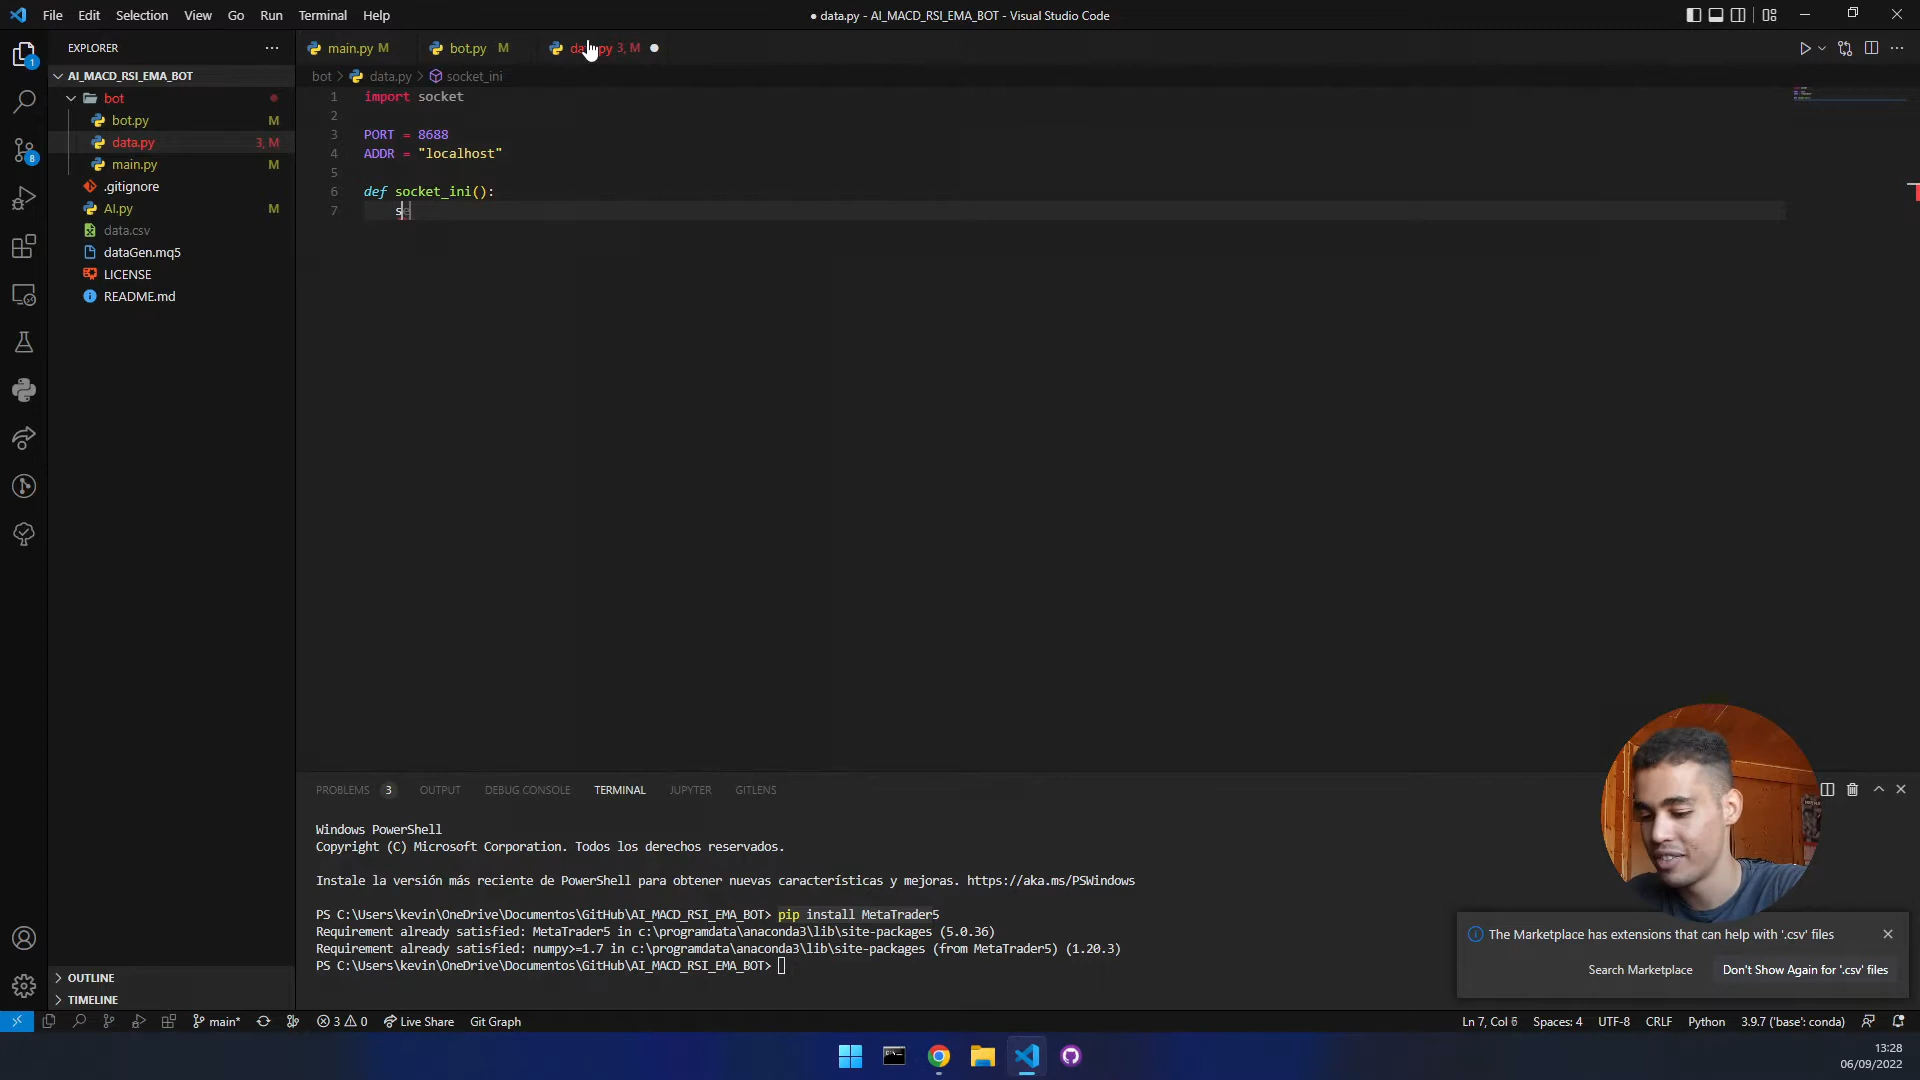 File Edit Selection View Go Run Terminal Help
● data.py - AI_MACD_RSI_EMA_BOT - Visual Studio Code
EXPLORER
AI_MACD_RSI_EMA_BOT
bot
bot.py M
data.py 3, M
main.py M
.gitignore
AI.py M
data.csv
dataGen.mq5
LICENSE
README.md
OUTLINE
TIMELINE
1
8
main.py M bot.py M data.py 3, M
bot > data.py > socket_ini
1 import socket
2
3 PORT = 8688
4 ADDR = "localhost"
5
6 def socket_ini():
7 s
PROBLEMS 3 OUTPUT DEBUG CONSOLE TERMINAL JUPYTER GITLENS
Windows PowerShell
Copyright (C) Microsoft Corporation. Todos los derechos reservados.
Instale la versión más reciente de PowerShell para obtener nuevas características y mejoras. https://aka.ms/PSWindows
PS C:\Users\kevin\OneDrive\Documentos\GitHub\AI_MACD_RSI_EMA_BOT> pip install MetaTrader5
Requirement already satisfied: MetaTrader5 in c:\programdata\anaconda3\lib\site-packages (5.0.36)
Requirement already satisfied: numpy>=1.7 in c:\programdata\anaconda3\lib\site-packages (from MetaTrader5) (1.20.3)
PS C:\Users\kevin\OneDrive\Documentos\GitHub\AI_MACD_RSI_EMA_BOT>
The Marketplace has extensions that can help with '.csv' files
Search Marketplace Don't Show Again for '.csv' files
main* 3 0 Live Share Git Graph
Ln 7, Col 6 Spaces: 4 UTF-8 CRLF Python 3.9.7 ('base': conda)
13:28
06/09/2022